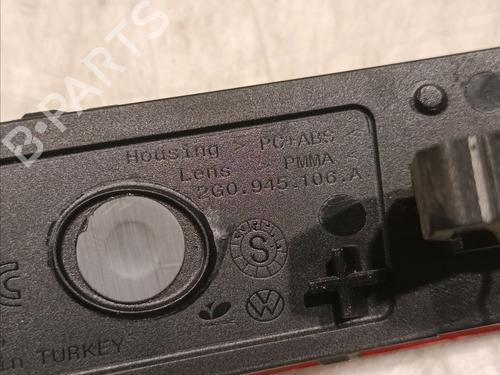 Housing > PC+ABS <
Lens > PMMA <
2G0.945.106.A
S
in TURKEY
B-PARTS